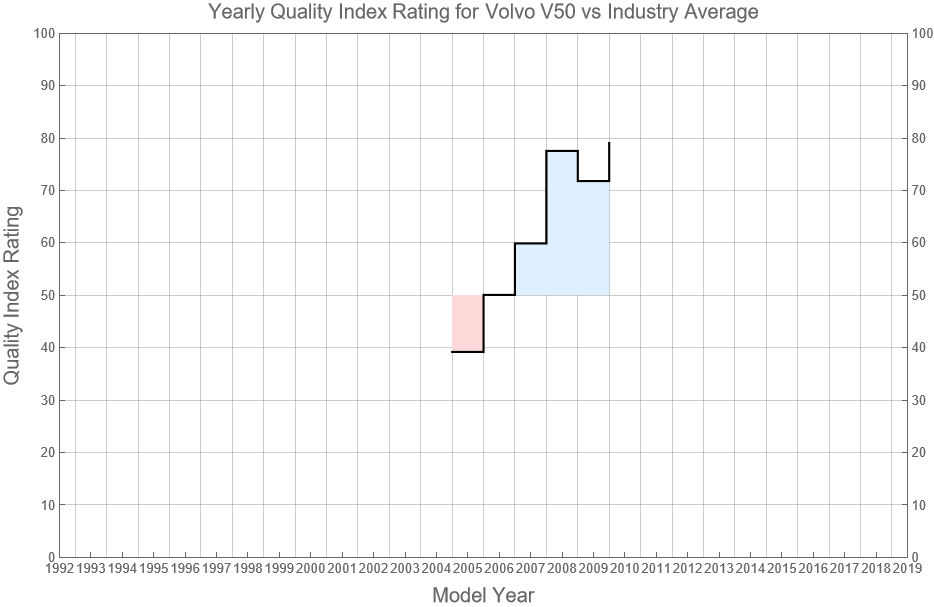 Yearly Quality Index Rating for Volvo V50 vs Industry Average
100 100
90 90
80 80
70 70
60 60
50 50
40 40
30 30
20 20
10 10
0 0
Quality Index Rating
1992 1993 1994 1995 1996 1997 1998 1999 2000 2001 2002 2003 2004 2005 2006 2007 2008 2009 2010 2011 2012 2013 2014 2015 2016 2017 2018 2019
Model Year